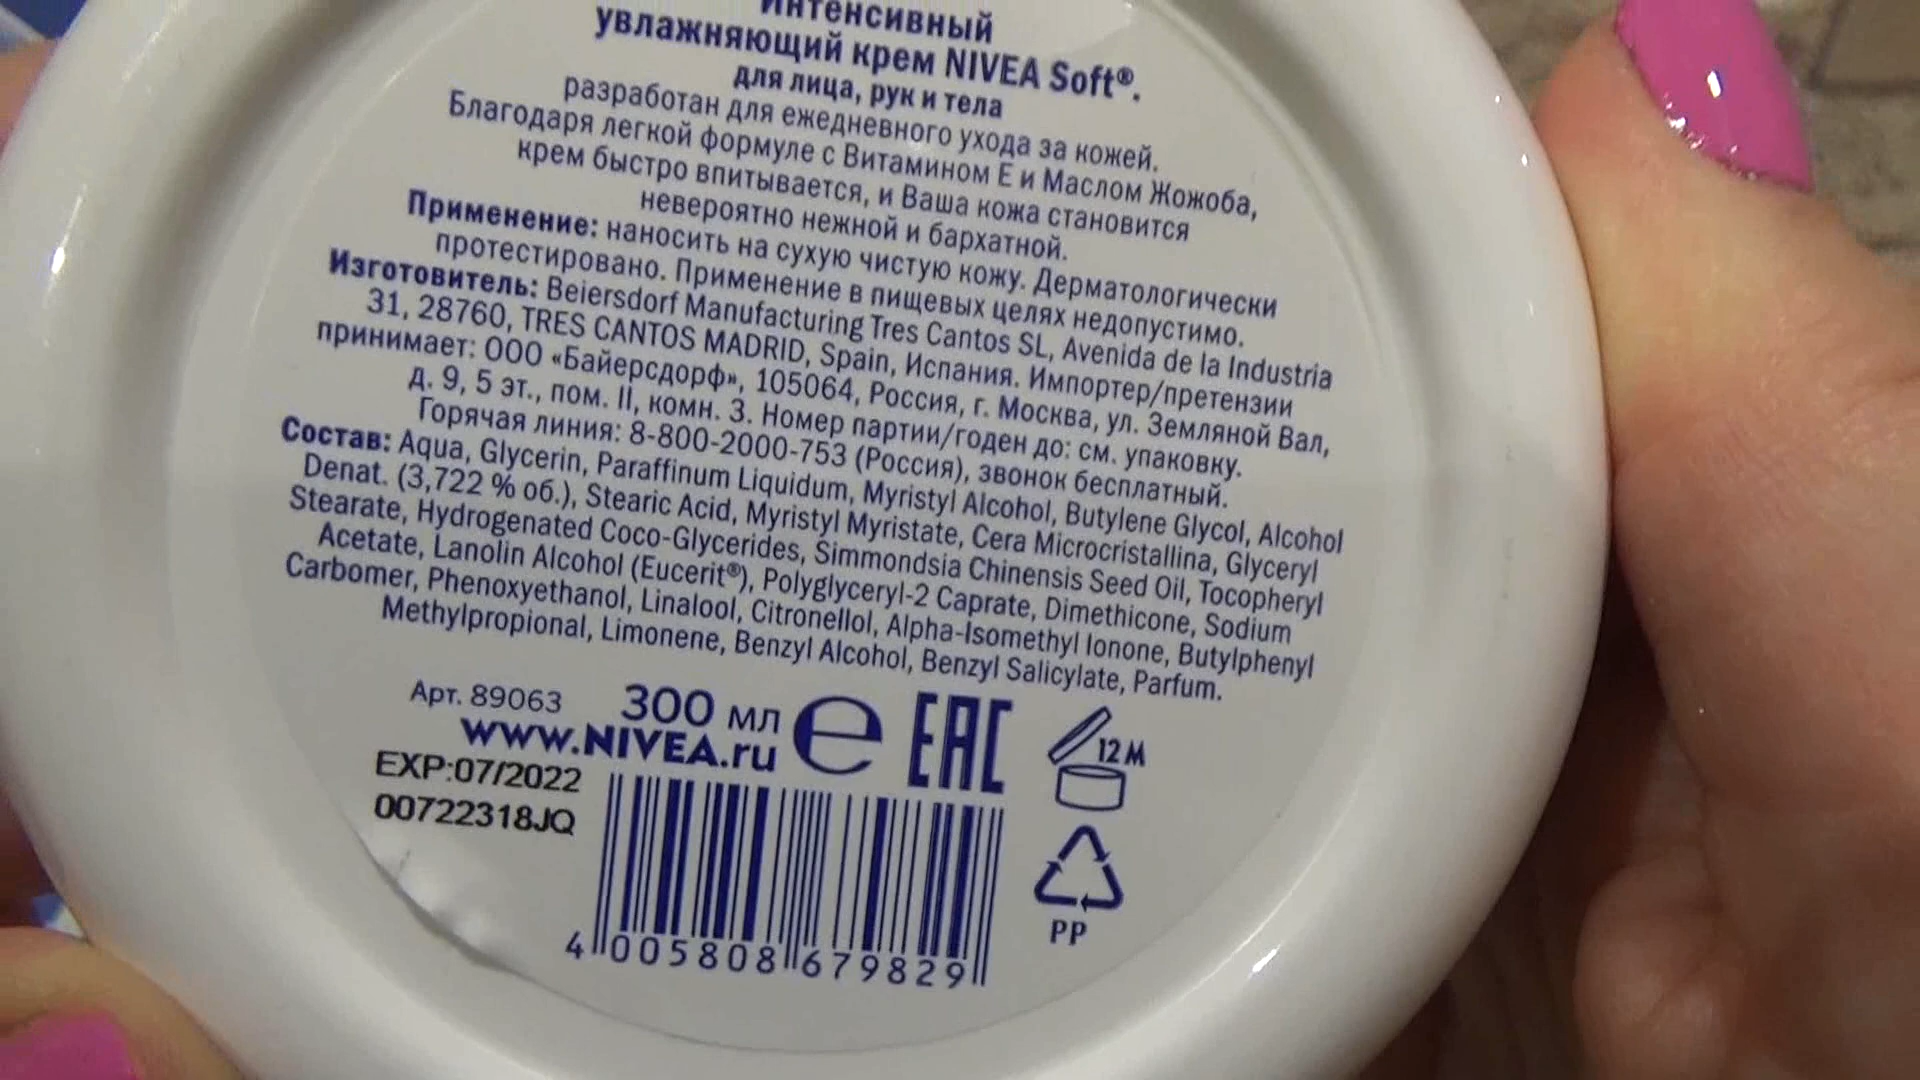 Интенсивный
увлажняющий крем NIVEA Soft®.
для лица, рук и тела
разработан для ежедневного ухода за кожей.
Благодаря легкой формуле с Витамином Е и Маслом Жожоба,
крем быстро впитывается, и Ваша кожа становится
невероятно нежной и бархатной.
Применение: наносить на сухую чистую кожу. Дерматологически
протестировано. Применение в пищевых целях недопустимо.
Изготовитель: Beiersdorf Manufacturing Tres Cantos SL, Avenida de la Industria
31, 28760, TRES CANTOS MADRID, Spain, Испания. Импортер/претензии
принимает: ООО «Байерсдорф», 105064, Россия, г. Москва, ул. Земляной Вал,
д. 9, 5 эт., пом. II, комн. 3. Номер партии/годен до: см. упаковку.
Горячая линия: 8-800-2000-753 (Россия), звонок бесплатный.
Состав: Aqua, Glycerin, Paraffinum Liquidum, Myristyl Alcohol, Butylene Glycol, Alcohol
Denat. (3,722 % об.), Stearic Acid, Myristyl Myristate, Cera Microcristallina, Glyceryl
Stearate, Hydrogenated Coco-Glycerides, Simmondsia Chinensis Seed Oil, Tocopheryl
Acetate, Lanolin Alcohol (Eucerit®), Polyglyceryl-2 Caprate, Dimethicone, Sodium
Carbomer, Phenoxyethanol, Linalool, Citronellol, Alpha-Isomethyl Ionone, Butylphenyl
Methylpropional, Limonene, Benzyl Alcohol, Benzyl Salicylate, Parfum.
Арт. 89063 300 мл e EAC 12 M
www.NIVEA.ru
EXP:07/2022
00722318JQ
PP
4 005808 679829